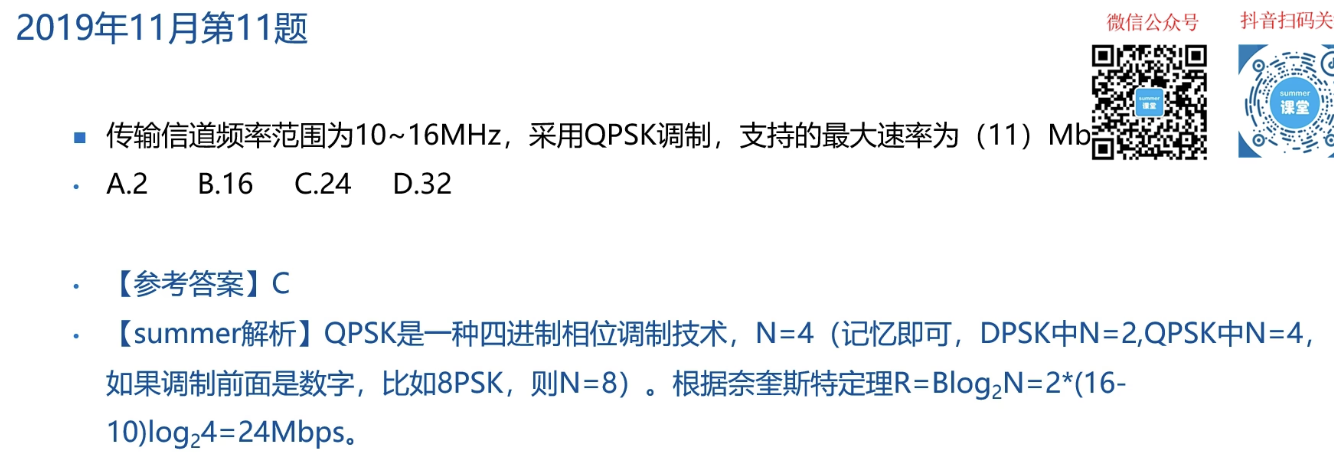 2019年11月第11题
微信公众号
抖音扫码关
summer
课堂
summer
课堂
传输信道频率范围为10~16MHz，采用QPSK调制，支持的最大速率为（11）Mb
A.2 B.16 C.24 D.32
【参考答案】C
【summer解析】QPSK是一种四进制相位调制技术，N=4（记忆即可，DPSK中N=2,QPSK中N=4，
如果调制前面是数字，比如8PSK，则N=8）。根据奈奎斯特定理R=Blog₂N=2*(16-
10)log₂4=24Mbps。